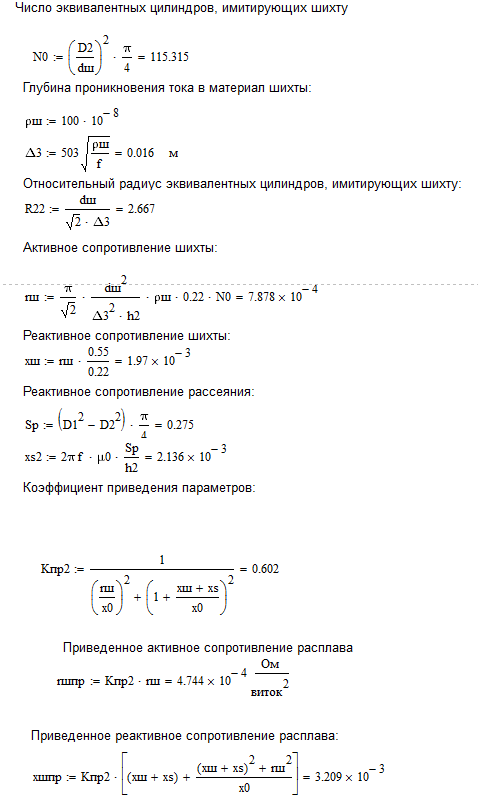 Число эквивалентных цилиндров, имитирующих шихту
N0 := (D2/dш)^2 · π/4 = 115.315
Глубина проникновения тока в материал шихты:
ρш := 100 · 10^-8
Δ3 := 503 √(ρш/f) = 0.016 м
Относительный радиус эквивалентных цилиндров, имитирующих шихту:
R22 := dш/(√2 · Δ3) = 2.667
Активное сопротивление шихты:
rш := π/√2 · dш^2/(Δ3^2 · h2) · ρш · 0.22 · N0 = 7.878 × 10^-4
Реактивное сопротивление шихты:
xш := rш · 0.55/0.22 = 1.97 × 10^-3
Реактивное сопротивление рассеяния:
Sp := (D1^2 − D2^2) · π/4 = 0.275
xs2 := 2π f · μ0 · Sp/h2 = 2.136 × 10^-3
Коэффициент приведения параметров:
Kпр2 := 1/((rш/x0)^2 + (1 + (xш + xs)/x0)^2) = 0.602
Приведенное активное сопротивление расплава
rшпр := Kпр2 · rш = 4.744 × 10^-4 Ом/виток^2
Приведенное реактивное сопротивление расплава:
xшпр := Kпр2 · [(xш + xs) + ((xш + xs)^2 + rш^2)/x0] = 3.209 × 10^-3